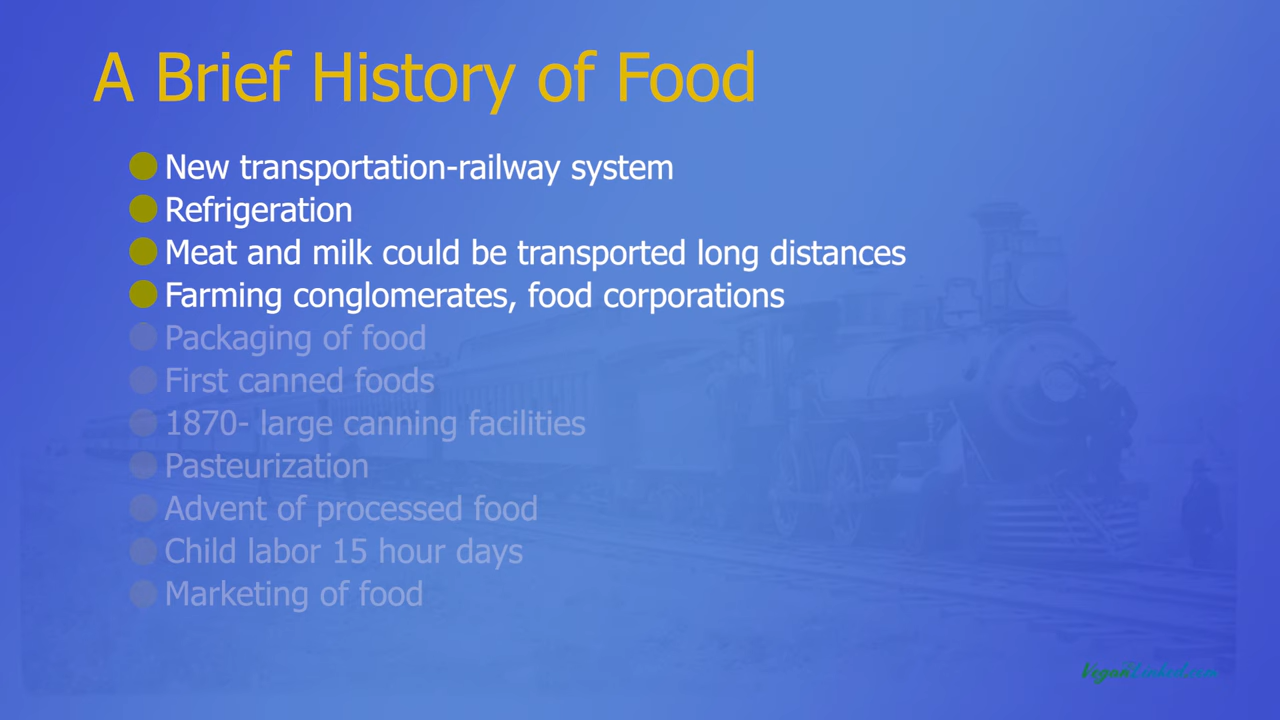 A Brief History of Food
New transportation-railway system
Refrigeration
Meat and milk could be transported long distances
Farming conglomerates, food corporations
Packaging of food
First canned foods
1870- large canning facilities
Pasteurization
Advent of processed food
Child labor 15 hour days
Marketing of food
VeganLinked.com